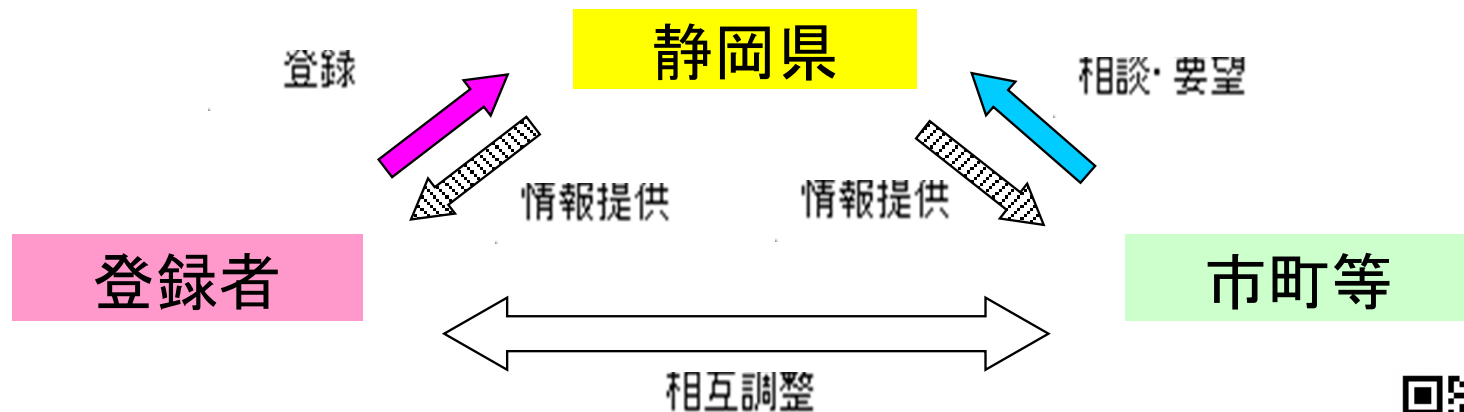 静岡県
登録
相談・要望
情報提供
情報提供
登録者
市町等
相互調整